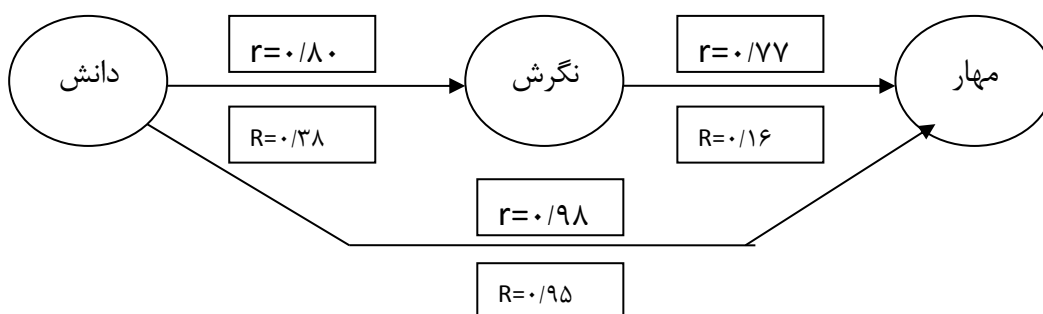 دانش
r=۰/۸۰
R=۰/۳۸
نگرش
r=۰/۷۷
R=۰/۱۶
مهار
r=۰/۹۸
R=۰/۹۵